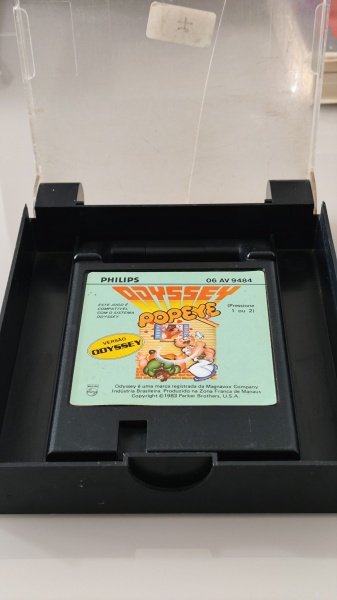 PHILIPS 06 AV 9484
ODYSSEY
ESTE JOGO É
COMPATÍVEL
COM O SISTEMA
ODYSSEY
POPEYE
(Pressione
1 ou 2)
VERSÃO
ODYSSEY
PHILIPS
Odyssey é uma marca registrada da Magnavox Company
Indústria Brasileira. Produzido na Zona Franca de Manaus
Copyright ©1983 Parker Brothers, U.S.A.